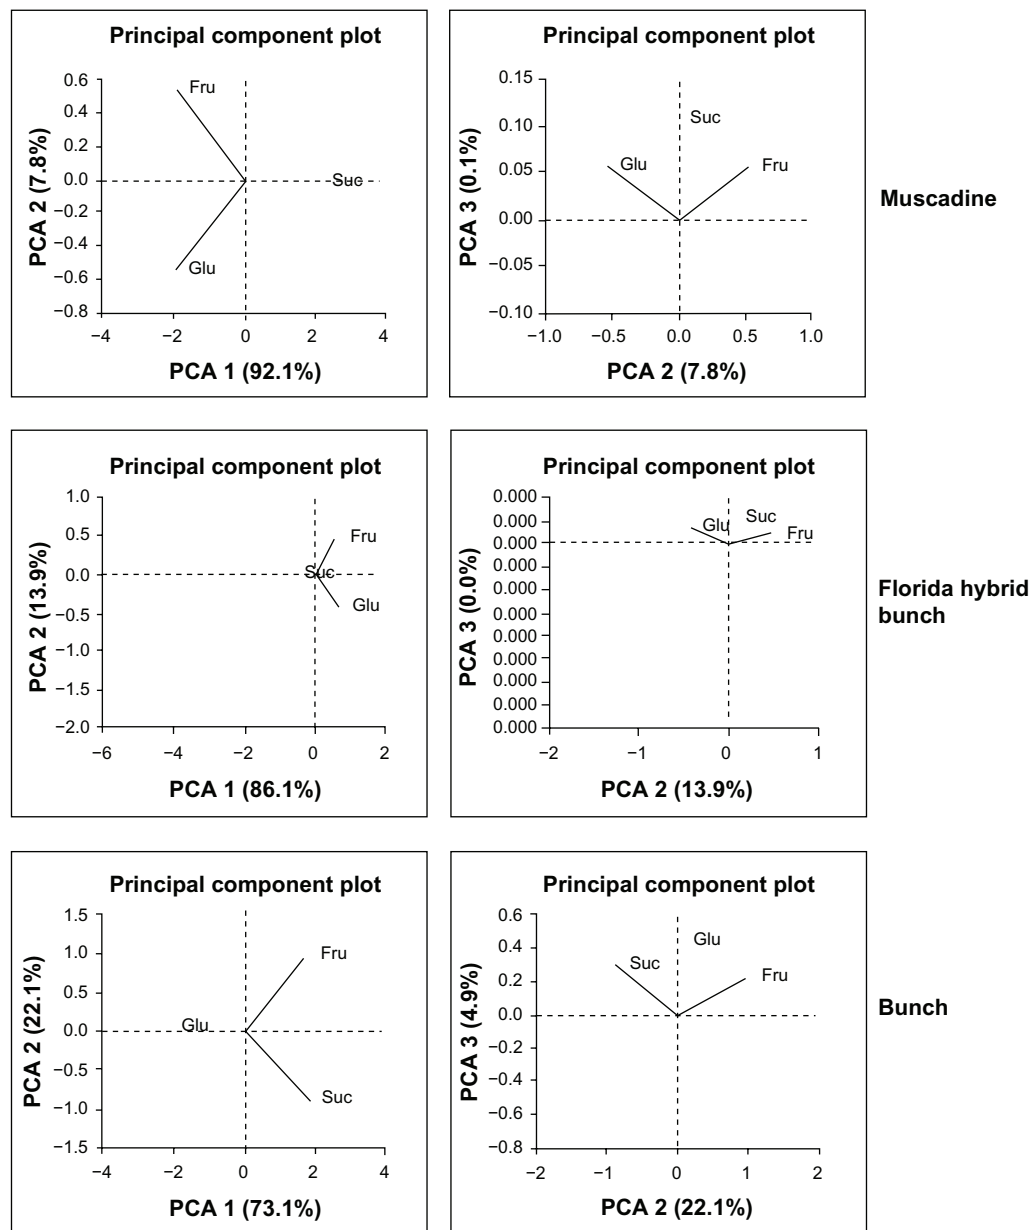 Principal component plot
PCA 2 (7.8%)
0.6
0.4
0.2
0.0
−0.2
−0.4
−0.6
−0.8
Fru
Suc
Glu
−4
−2
0
2
4
PCA 1 (92.1%)
Principal component plot
PCA 3 (0.1%)
0.15
0.10
0.05
0.00
−0.05
−0.10
Suc
Glu
Fru
−1.0
−0.5
0.0
0.5
1.0
PCA 2 (7.8%)
Muscadine
Principal component plot
PCA 2 (13.9%)
1.0
0.5
0.0
−0.5
−1.0
−1.5
−2.0
Fru
Suc
Glu
−6
−4
−2
0
2
PCA 1 (86.1%)
Principal component plot
PCA 3 (0.0%)
0.000
0.000
0.000
0.000
0.000
0.000
0.000
0.000
0.000
0.000
0.000
Glu
Suc
Fru
−2
−1
0
1
PCA 2 (13.9%)
Florida hybrid
bunch
Principal component plot
PCA 2 (22.1%)
1.5
1.0
0.5
0.0
−0.5
−1.0
−1.5
Fru
Glu
Suc
−4
−2
0
2
4
PCA 1 (73.1%)
Principal component plot
PCA 3 (4.9%)
0.6
0.4
0.2
0.0
−0.2
−0.4
−0.6
−0.8
Glu
Suc
Fru
−2
−1
0
1
2
PCA 2 (22.1%)
Bunch